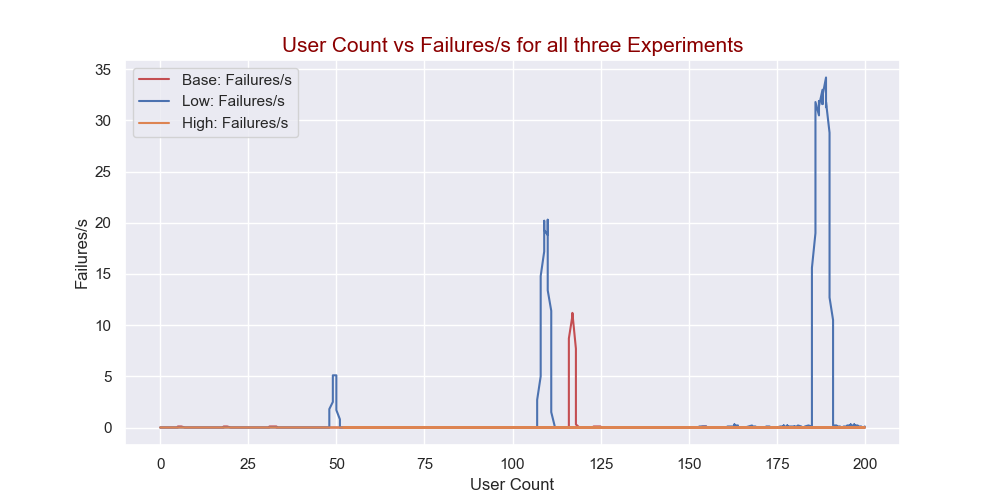 User Count vs Failures/s for all three Experiments
Base: Failures/s
Low: Failures/s
High: Failures/s
Failures/s
35
30
25
20
15
10
5
0
0 25 50 75 100 125 150 175 200
User Count